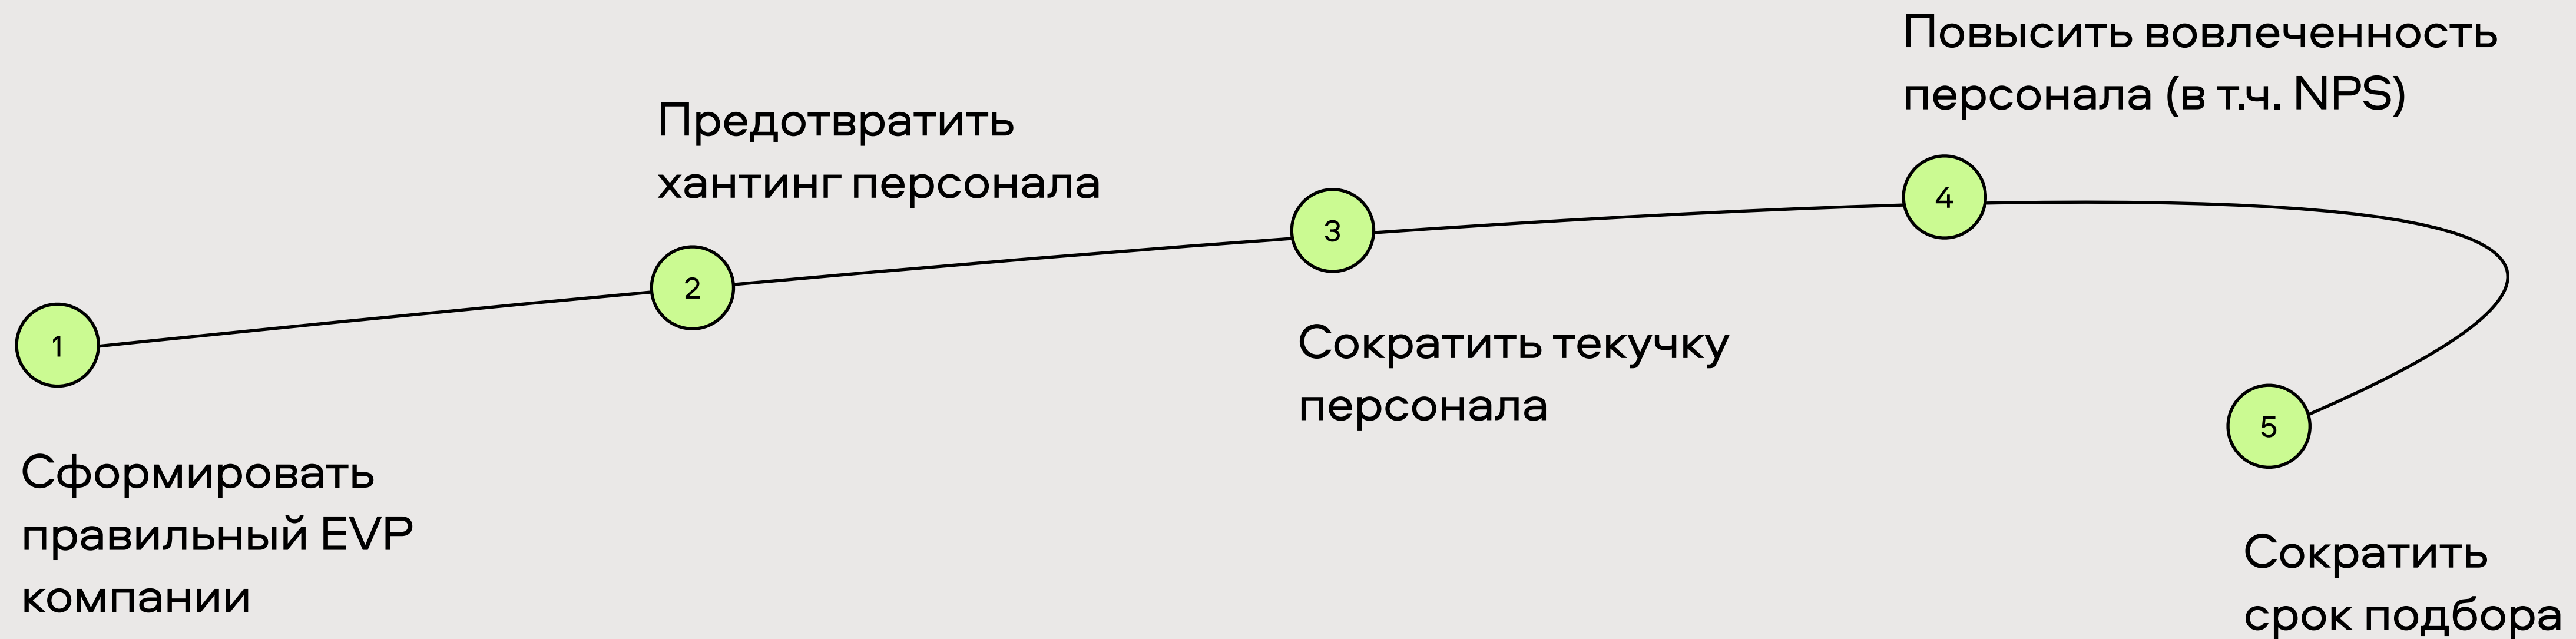 1
Сформировать
правильный EVP
компании
2
Предотвратить
хантинг персонала
3
Сократить текучку
персонала
4
Повысить вовлеченность
персонала (в т.ч. NPS)
5
Сократить
срок подбора